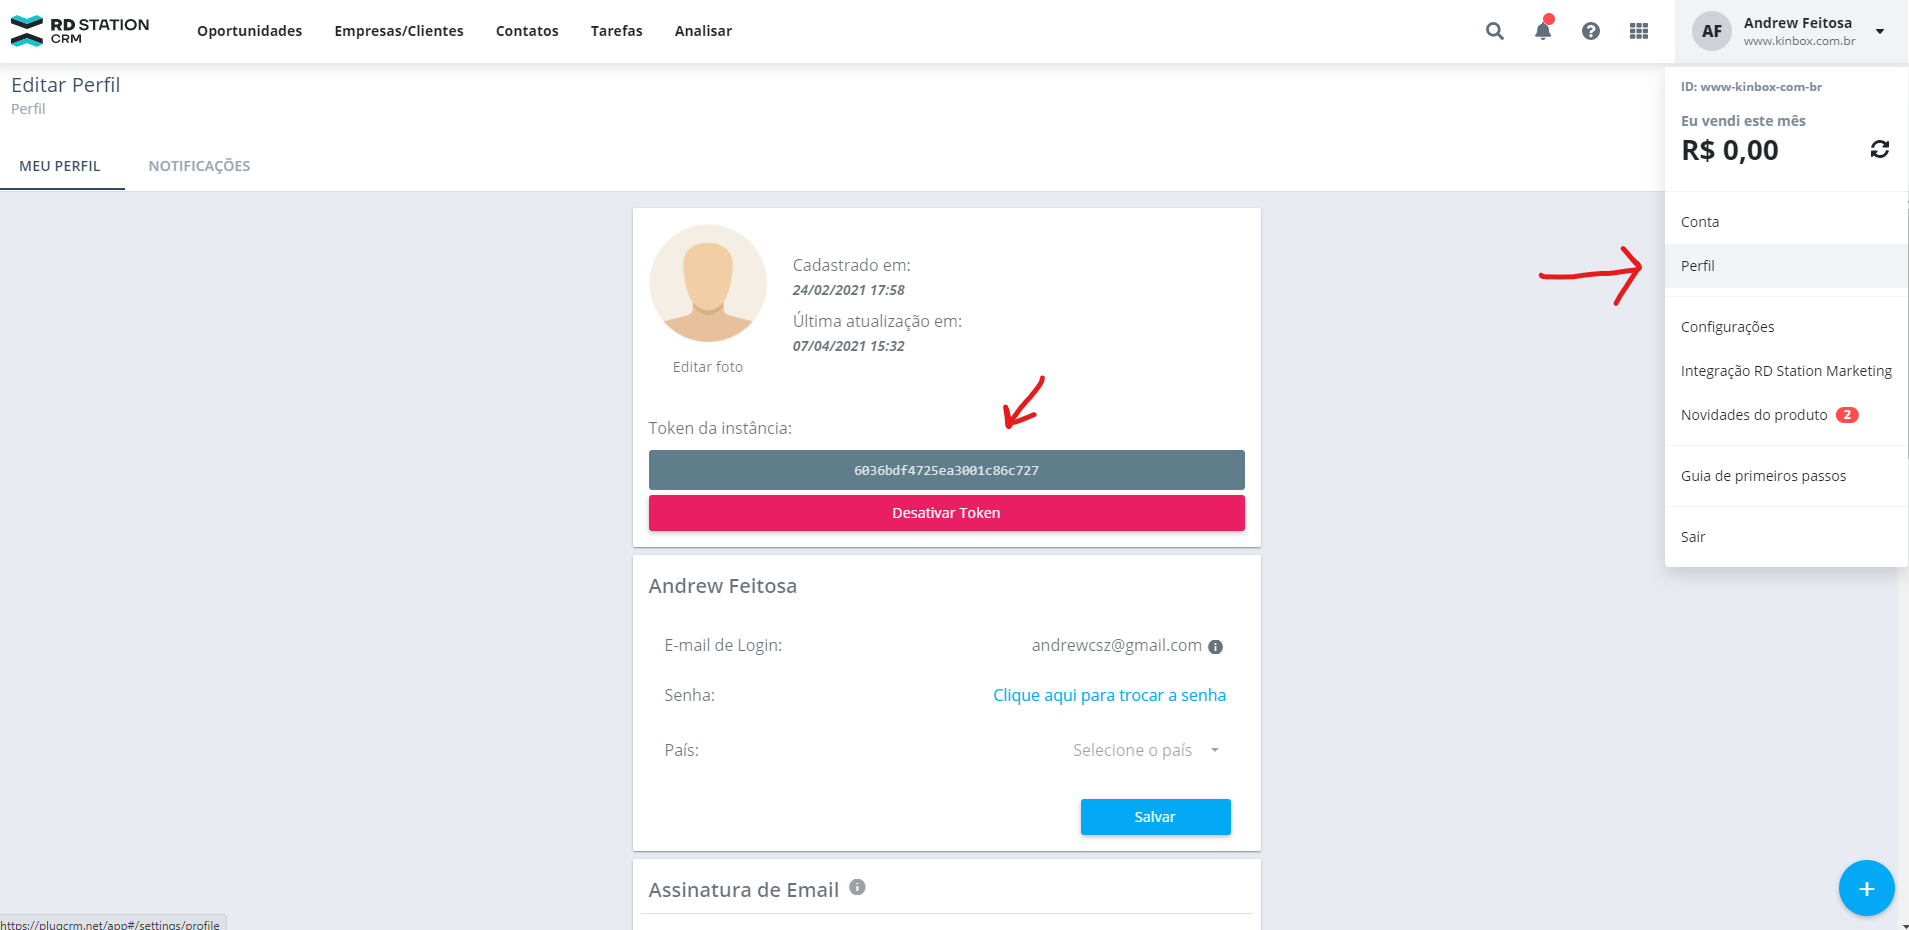 RD STATION
CRM
Oportunidades
Empresas/Clientes
Contatos
Tarefas
Analisar
AF
Andrew Feitosa
www.kinbox.com.br
Editar Perfil
Perfil
MEU PERFIL
NOTIFICAÇÕES
ID: www-kinbox-com-br
Eu vendi este mês
R$ 0,00
Conta
Perfil
Configurações
Integração RD Station Marketing
Novidades do produto 2
Guia de primeiros passos
Sair
Cadastrado em:
24/02/2021 17:58
Última atualização em:
07/04/2021 15:32
Editar foto
Token da instância:
6036bdf4725ea3001c86c727
Desativar Token
Andrew Feitosa
E-mail de Login:
andrewcsz@gmail.com
Senha:
Clique aqui para trocar a senha
País:
Selecione o país
Salvar
Assinatura de Email
https://plugcrm.net/app#/settings/profile